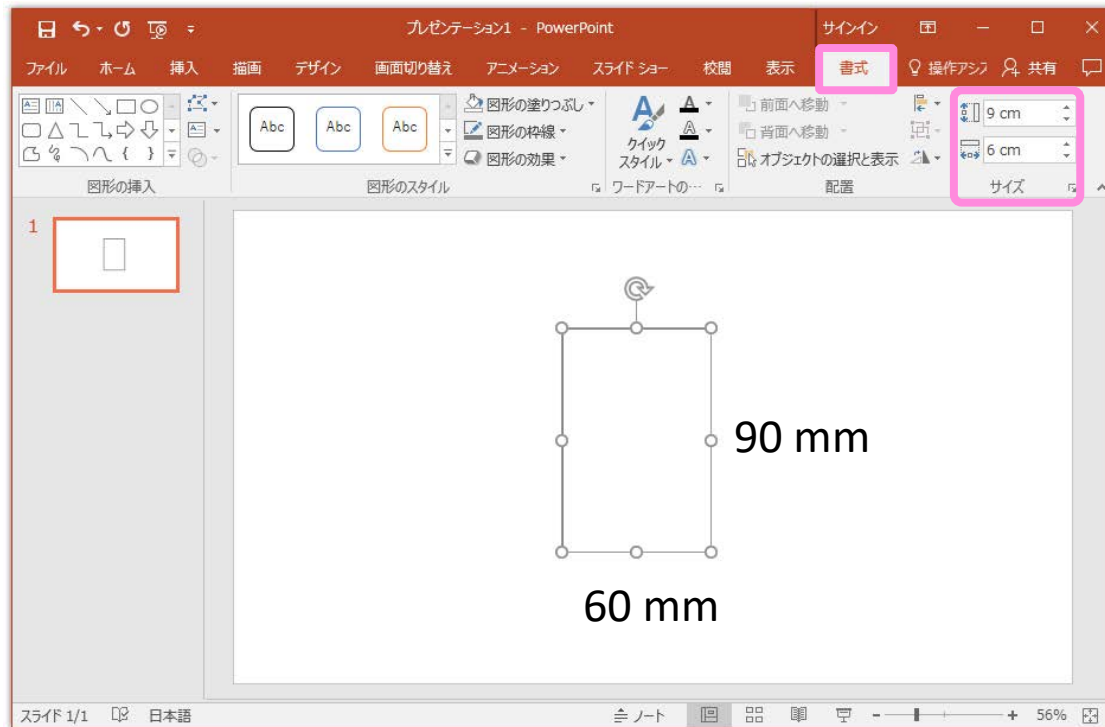 プレゼンテーション1 - PowerPoint サインイン
ファイル ホーム 挿入 描画 デザイン 画面切り替え アニメーション スライド ショー 校閲 表示 書式 操作アシス 共有
Abc Abc Abc
図形の塗りつぶし
図形の枠線
図形の効果
クイック
スタイル
前面へ移動
背面へ移動
オブジェクトの選択と表示
9 cm
6 cm
図形の挿入 図形のスタイル ワードアートの… 配置 サイズ
1
90 mm
60 mm
スライド 1/1 日本語 ノート 56%